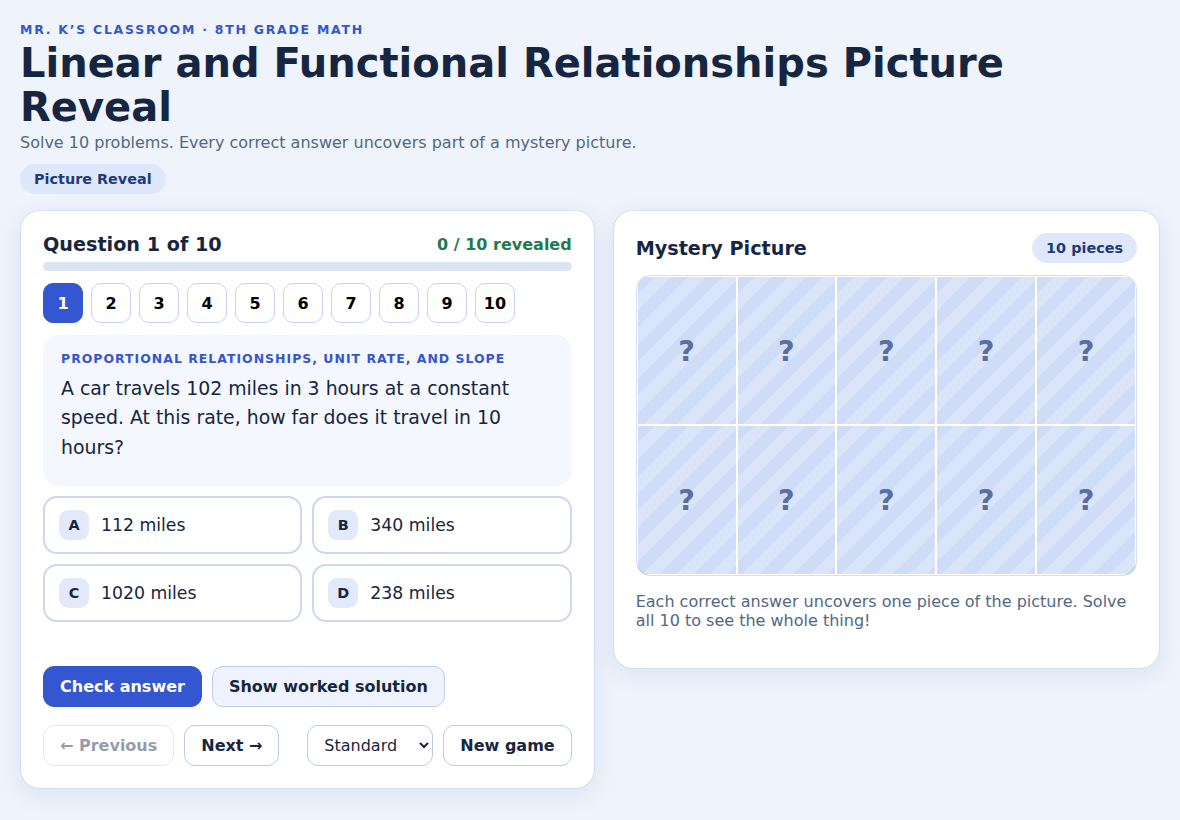 MR. K’S CLASSROOM · 8TH GRADE MATH
Linear and Functional Relationships Picture
Reveal
Solve 10 problems. Every correct answer uncovers part of a mystery picture.
Picture Reveal
Question 1 of 10
0 / 10 revealed
1 2 3 4 5 6 7 8 9 10
PROPORTIONAL RELATIONSHIPS, UNIT RATE, AND SLOPE
A car travels 102 miles in 3 hours at a constant
speed. At this rate, how far does it travel in 10
hours?
A 112 miles
B 340 miles
C 1020 miles
D 238 miles
Check answer
Show worked solution
← Previous
Next →
Standard
New game
Mystery Picture
10 pieces
? ? ? ? ?
? ? ? ? ?
Each correct answer uncovers one piece of the picture. Solve
all 10 to see the whole thing!